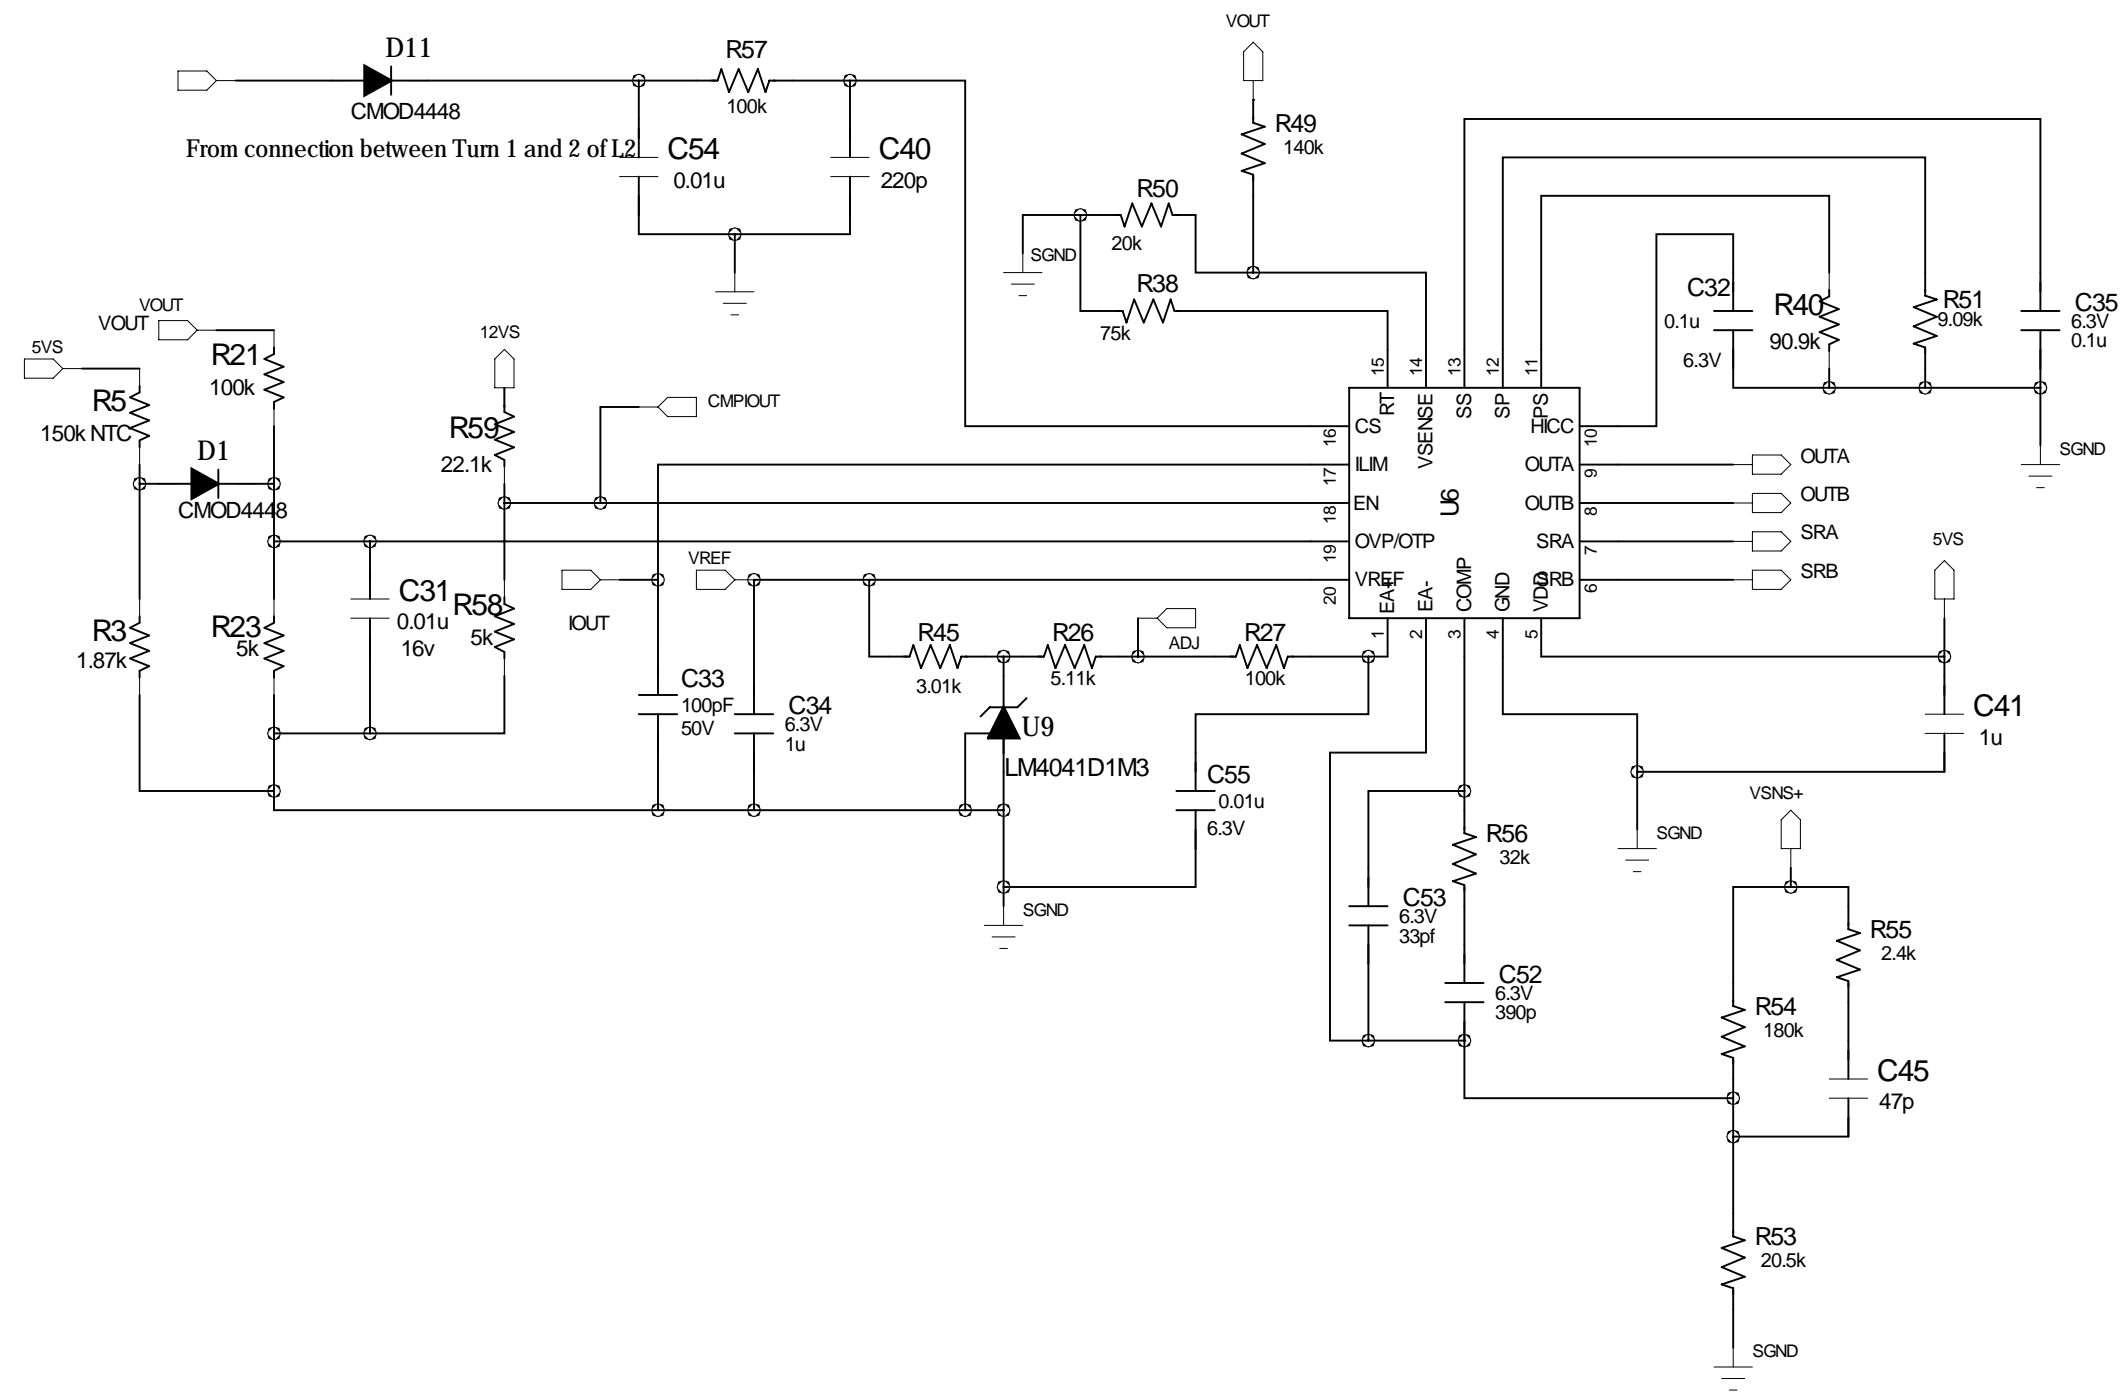 VOUT
D11
R57
CMOD4448
100k
From connection between Turn 1 and 2 of L2
C54
0.01u
C40
220p
R49
140k
R50
20k
SGND
R38
75k
C32
0.1u
6.3V
R40
90.9k
R51
9.09k
C35
6.3V
0.1u
SGND
VOUT
VOUT
5VS
R21
100k
R5
150k NTC
D1
CMOD4448
12VS
R59
22.1k
CMPIOUT
15
14
13
12
11
RT
VSENSE
SS
SP
PS
16
CS
HICC
10
17
ILIM
OUTA
9
OUTA
18
EN
U6
OUTB
8
OUTB
19
OVP/OTP
SRA
7
SRA
20
VREF
SRB
6
SRB
EA+
EA-
COMP
GND
VDD
1
2
3
4
5
5VS
VREF
IOUT
C31
0.01u
16v
R58
5k
R3
1.87k
R23
5k
R45
3.01k
R26
5.11k
ADJ
R27
100k
C33
100pF
50V
C34
6.3V
1u
U9
LM4041D1M3
C55
0.01u
6.3V
SGND
C41
1u
SGND
VSNS+
R56
32k
C53
6.3V
33pf
C52
6.3V
390p
R55
2.4k
R54
180k
C45
47p
R53
20.5k
SGND